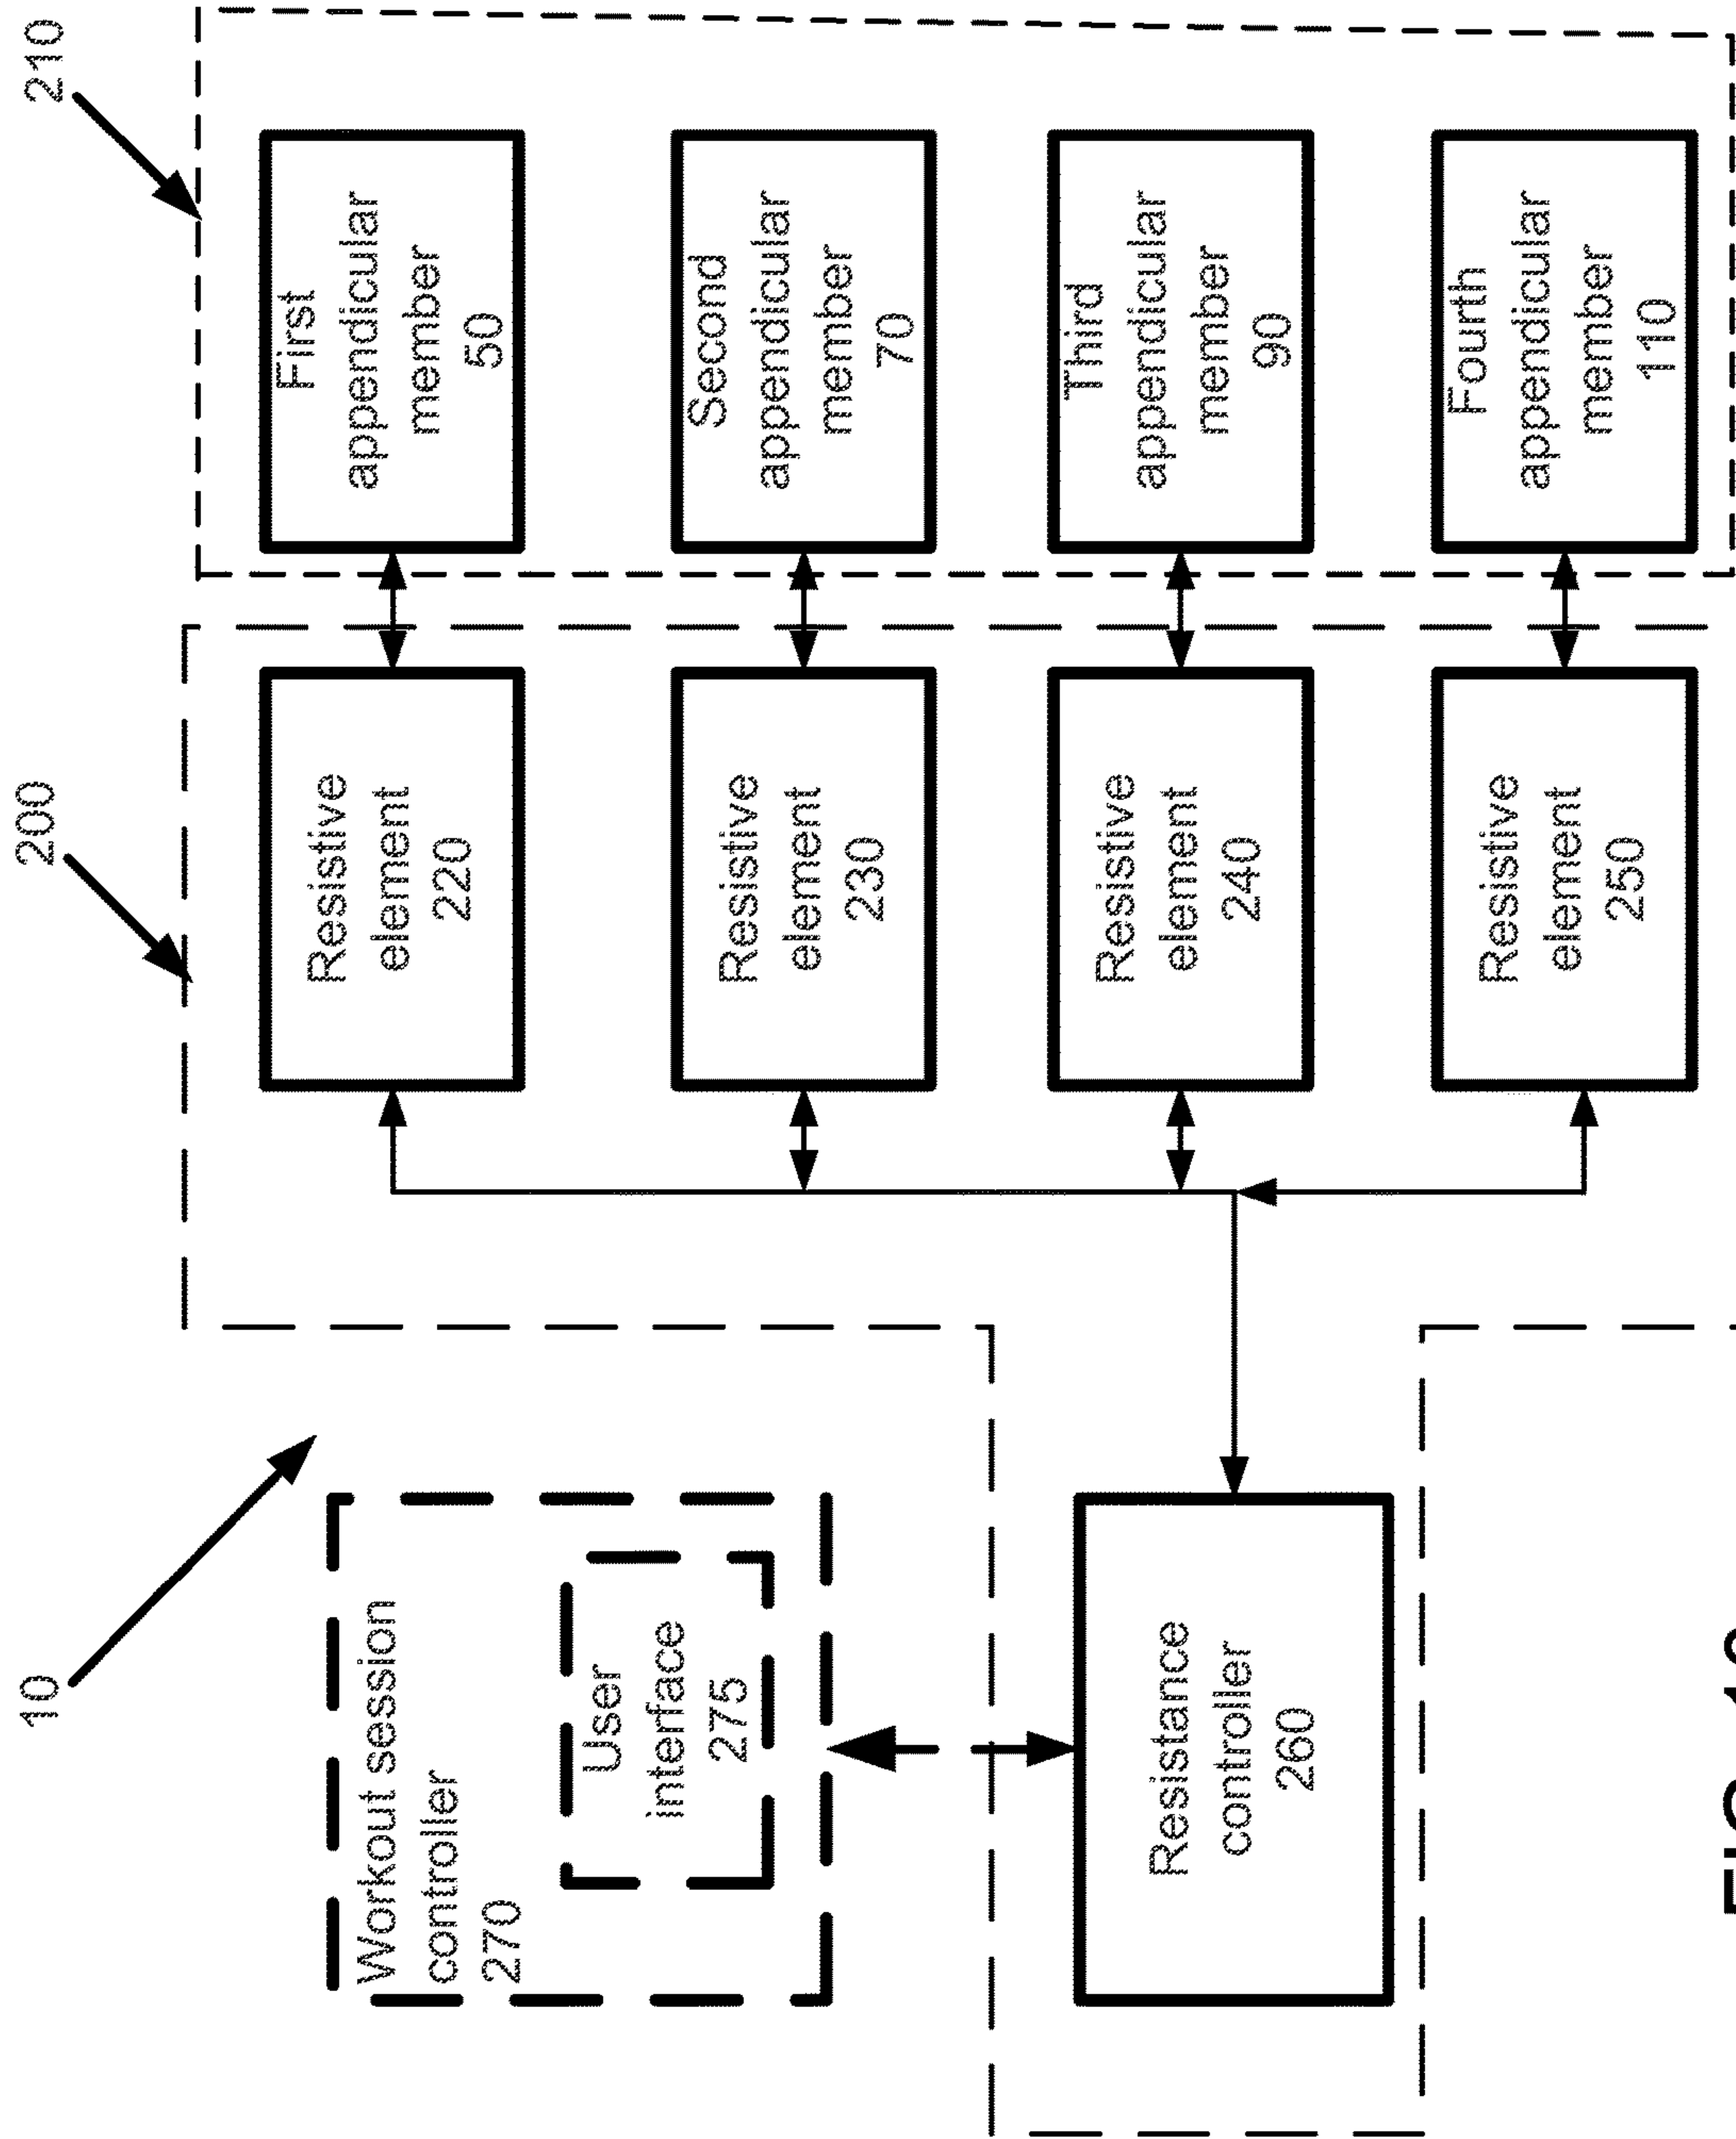 10
200
210
Workout session
controller
270
User
interface
275
Resistance
controller
260
Resistive
element
220
Resistive
element
230
Resistive
element
240
Resistive
element
250
First
appendicular
member
50
Second
appendicular
member
70
Third
appendicular
member
90
Fourth
appendicular
member
110